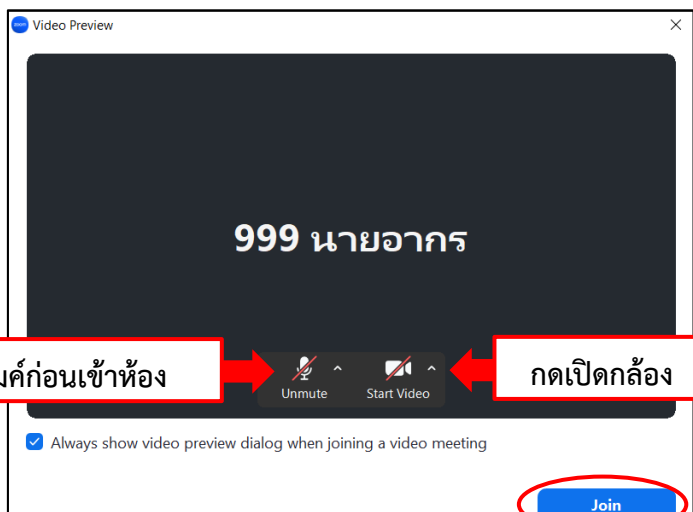 Video Preview
999 นายอากร
ก่อนเข้าห้อง
กดเปิดกล้อง
Unmute
Start Video
Always show video preview dialog when joining a video meeting
Join